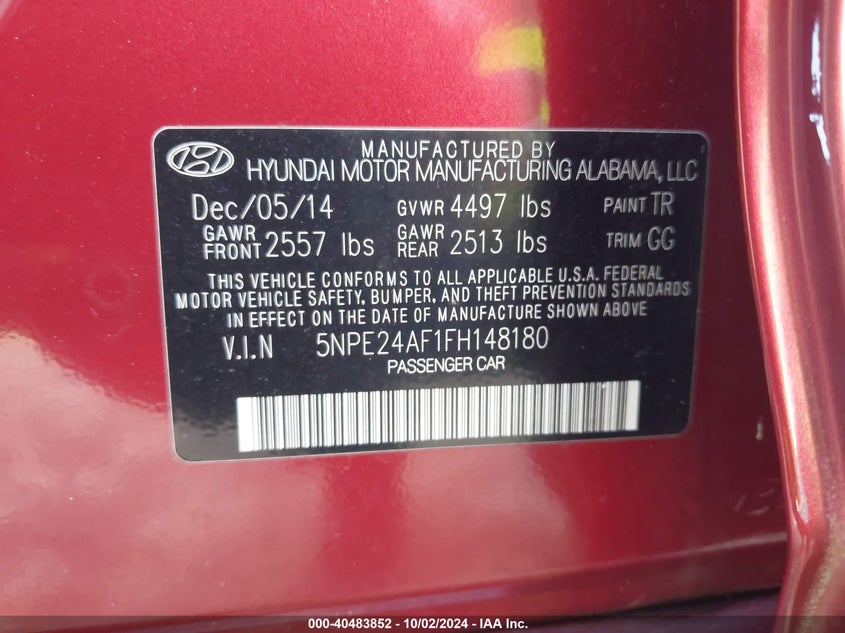 MANUFACTURED BY
HYUNDAI MOTOR MANUFACTURING ALABAMA, LLC
Dec/05/14 GVWR 4497 lbs PAINT TR
GAWR FRONT 2557 lbs GAWR REAR 2513 lbs TRIM GG
THIS VEHICLE CONFORMS TO ALL APPLICABLE U.S.A. FEDERAL
MOTOR VEHICLE SAFETY, BUMPER, AND THEFT PREVENTION STANDARDS
IN EFFECT ON THE DATE OF MANUFACTURE SHOWN ABOVE
V.I.N 5NPE24AF1FH148180
PASSENGER CAR
000-40483852 - 10/02/2024 - IAA Inc.